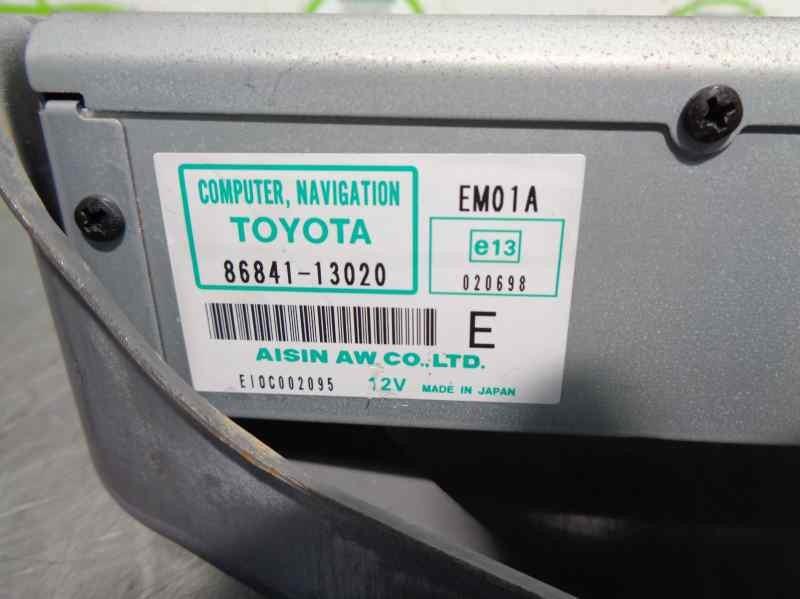 COMPUTER, NAVIGATION
TOYOTA
86841-13020
EM01A
e13
020698
E
AISIN AW CO.,LTD.
E10C002095 12V MADE IN JAPAN